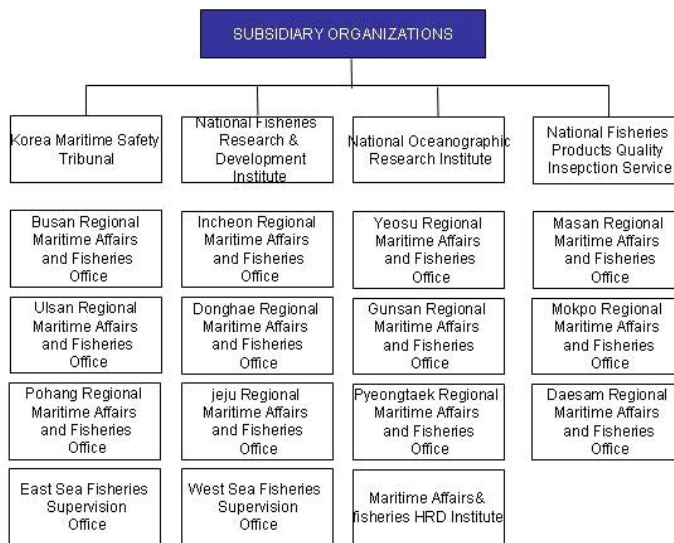 SUBSIDIARY ORGANIZATIONS
Korea Maritime Safety
Tribunal
National Fisheries
Research &
Development
Institute
National Oceanographic
Research Institute
National Fisheries
Products Quality
Insepction Service
Busan Regional
Maritime Affairs
and Fisheries
Office
Incheon Regional
Maritime Affairs
and Fisheries
Office
Yeosu Regional
Maritime Affairs
and Fisheries
Office
Masan Regional
Maritime Affairs
and Fisheries
Office
Ulsan Regional
Maritime Affairs
and Fisheries
Office
Donghae Regional
Maritime Affairs
and Fisheries
Office
Gunsan Regional
Maritime Affairs
and Fisheries
Office
Mokpo Regional
Maritime Affairs
and Fisheries
Office
Pohang Regional
Maritime Affairs
and Fisheries
Office
jeju Regional
Maritime Affairs
and Fisheries
Office
Pyeongtaek Regional
Maritime Affairs
and Fisheries
Office
Daesam Regional
Maritime Affairs
and Fisheries
Office
East Sea Fisheries
Supervision
Office
West Sea Fisheries
Supervision
Office
Maritime Affairs&
fisheries HRD Institute